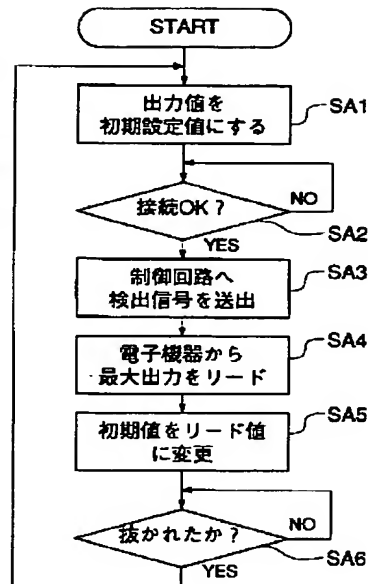 START
出力値を
初期設定値にする
SA1
接続OK?
NO
SA2
YES
制御回路へ
検出信号を送出
SA3
電子機器から
最大出力をリード
SA4
初期値をリード値
に変更
SA5
抜かれたか?
NO
SA6
YES